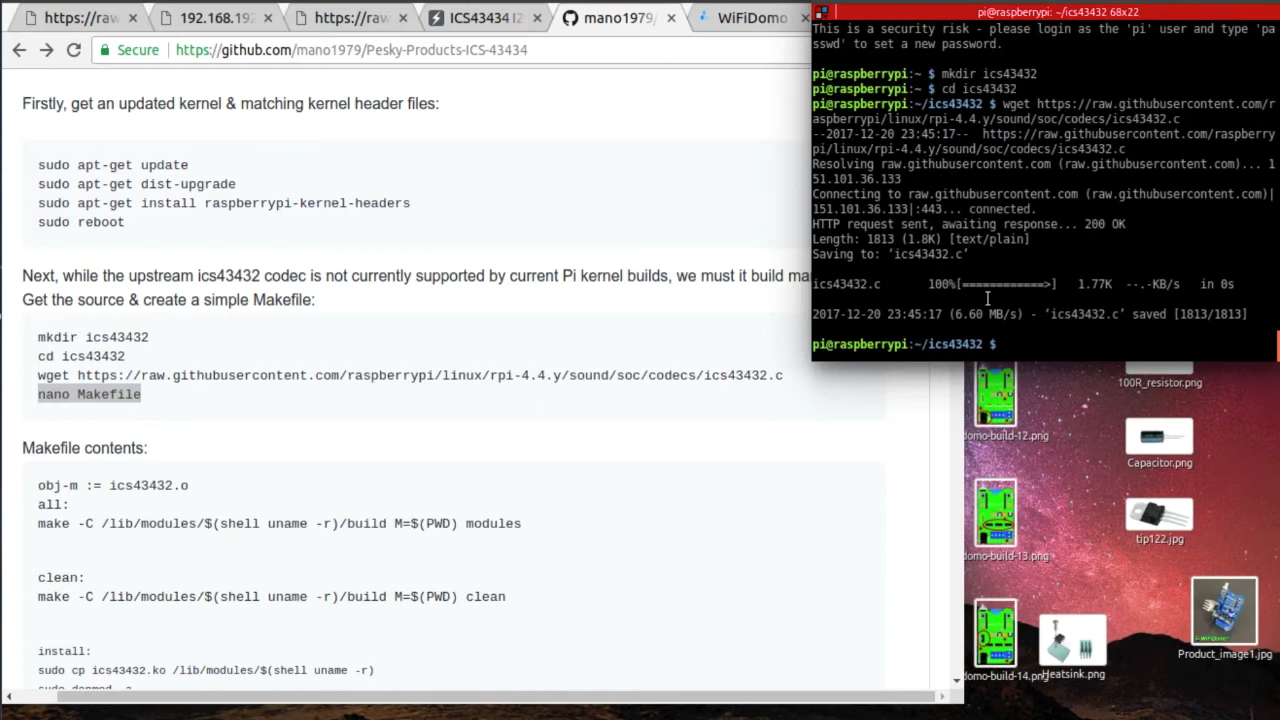 https://raw
192.168.19
https://raw
ICS43434 I2
mano1979/
WiFiDomo
Secure
https://github.com/mano1979/Pesky-Products-ICS-43434
Firstly, get an updated kernel & matching kernel header files:
sudo apt-get update
sudo apt-get dist-upgrade
sudo apt-get install raspberrypi-kernel-headers
sudo reboot
Next, while the upstream ics43432 codec is not currently supported by current Pi kernel builds, we must it build ma
Get the source & create a simple Makefile:
mkdir ics43432
cd ics43432
wget https://raw.githubusercontent.com/raspberrypi/linux/rpi-4.4.y/sound/soc/codecs/ics43432.c
nano Makefile
Makefile contents:
obj-m := ics43432.o
all:
make -C /lib/modules/$(shell uname -r)/build M=$(PWD) modules
clean:
make -C /lib/modules/$(shell uname -r)/build M=$(PWD) clean
install:
sudo cp ics43432.ko /lib/modules/$(shell uname -r)
sudo depmod -a
pi@raspberrypi: ~/ics43432 68x22
This is a security risk - please login as the 'pi' user and type 'pa
sswd' to set a new password.
pi@raspberrypi:~ $ mkdir ics43432
pi@raspberrypi:~ $ cd ics43432
pi@raspberrypi:~/ics43432 $ wget https://raw.githubusercontent.com/r
aspberrypi/linux/rpi-4.4.y/sound/soc/codecs/ics43432.c
--2017-12-20 23:45:17--  https://raw.githubusercontent.com/raspberry
pi/linux/rpi-4.4.y/sound/soc/codecs/ics43432.c
Resolving raw.githubusercontent.com (raw.githubusercontent.com)... 1
51.101.36.133
Connecting to raw.githubusercontent.com (raw.githubusercontent.com)|
151.101.36.133|:443... connected.
HTTP request sent, awaiting response... 200 OK
Length: 1813 (1.8K) [text/plain]
Saving to: ‘ics43432.c’
ics43432.c 100%[============>] 1.77K --.-KB/s in 0s
2017-12-20 23:45:17 (6.60 MB/s) - ‘ics43432.c’ saved [1813/1813]
pi@raspberrypi:~/ics43432 $
100R_resistor.png
domo-build-12.png
Capacitor.png
domo-build-13.png
tip122.jpg
domo-build-14.png
Heatsink.png
Product_image1.jpg